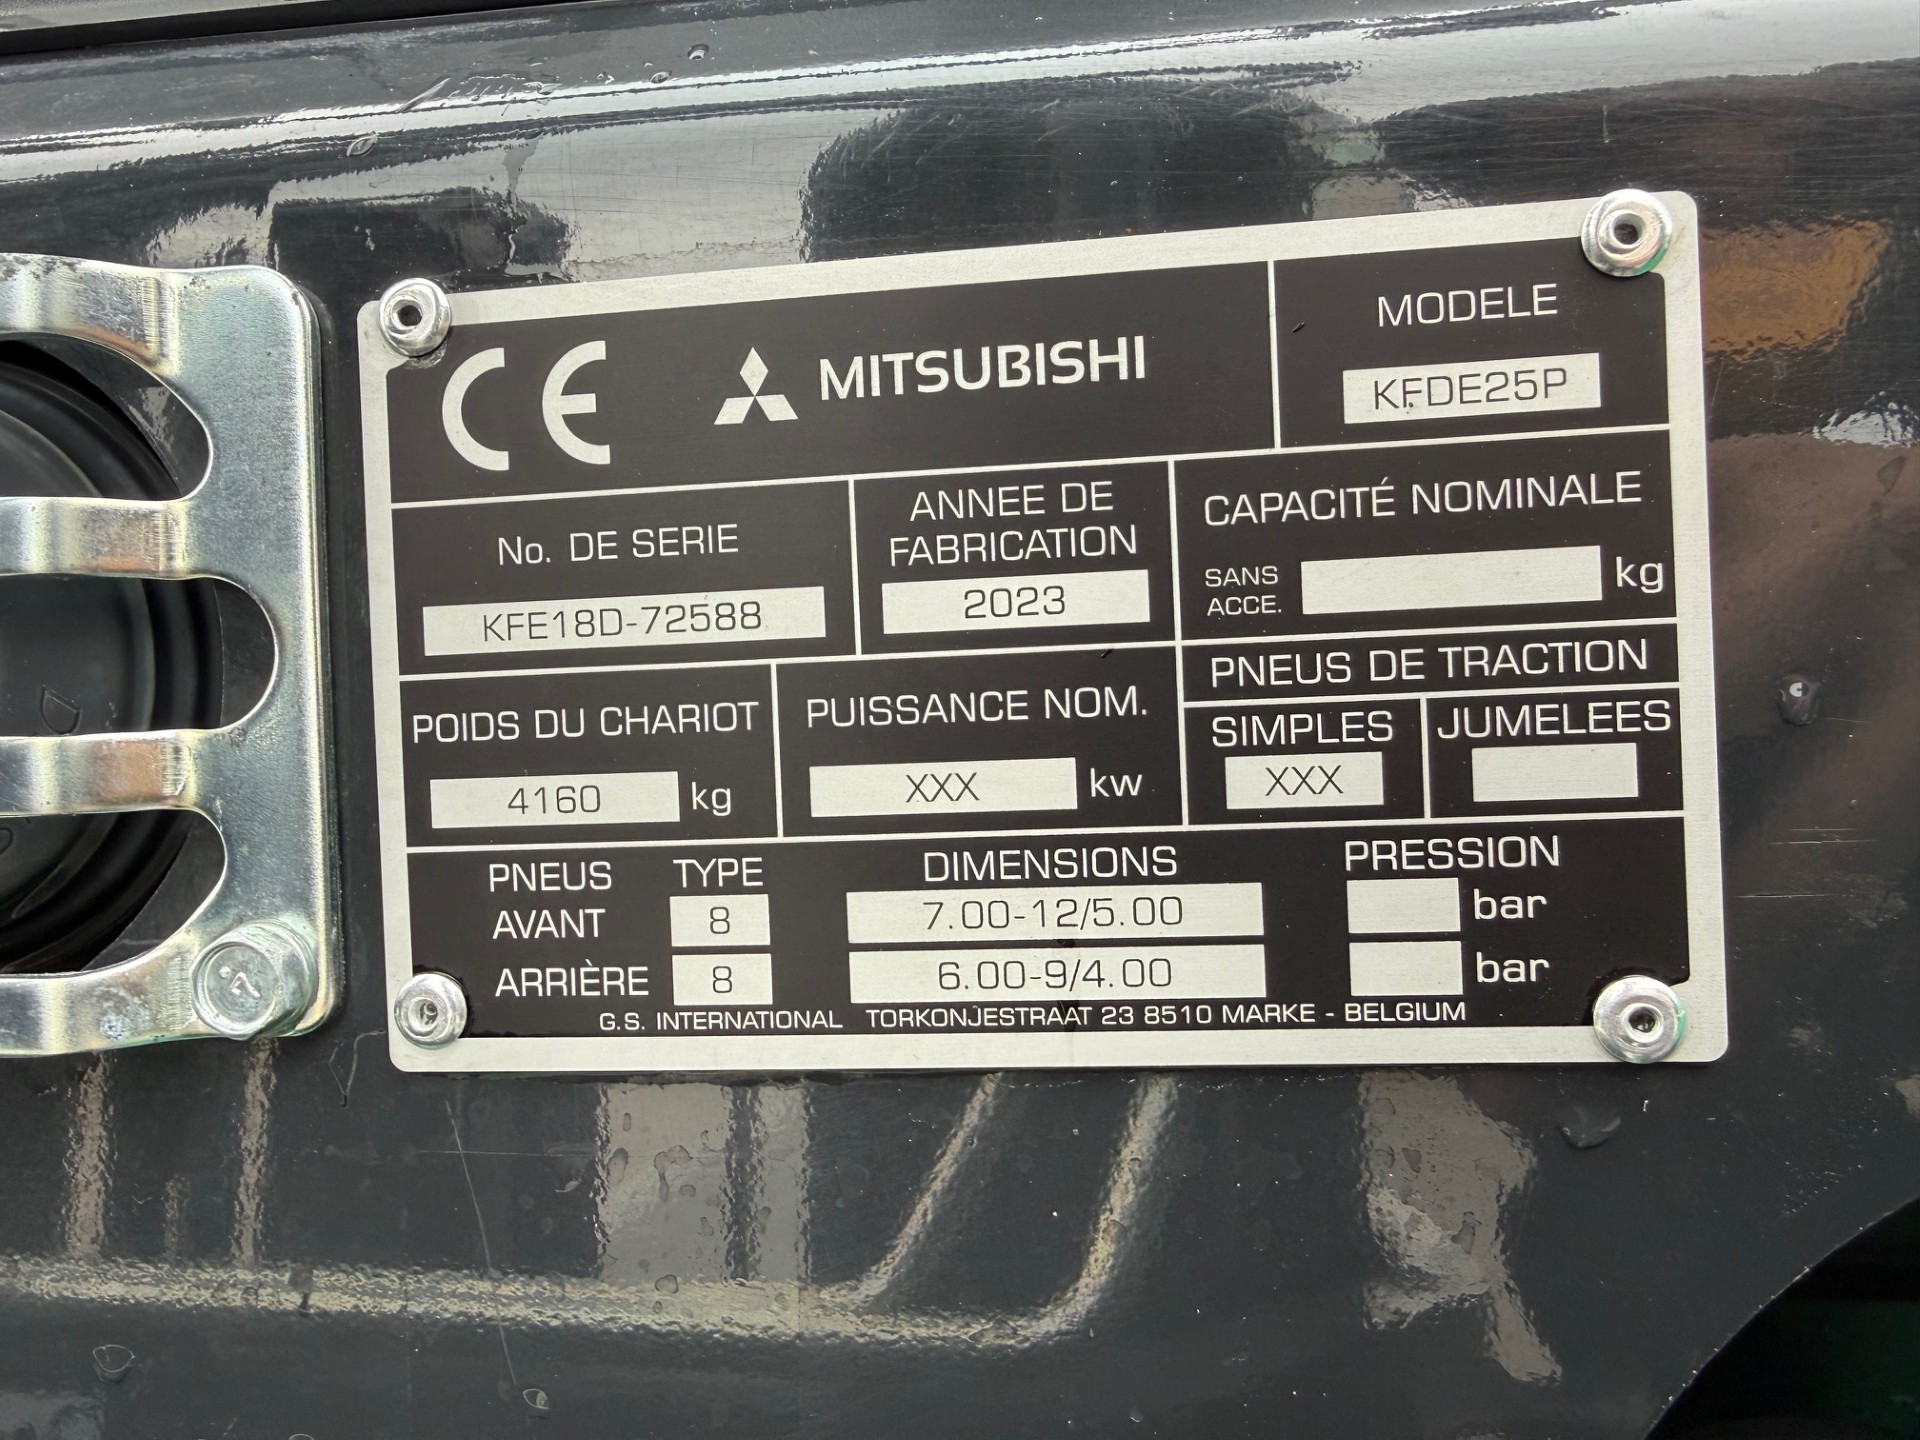 CE MITSUBISHI
MODELE
KFDE25P
No. DE SERIE
KFE18D-72588
ANNEE DE
FABRICATION
2023
CAPACITÉ NOMINALE
SANS
ACCE.
kg
POIDS DU CHARIOT
4160 kg
PUISSANCE NOM.
XXX kw
PNEUS DE TRACTION
SIMPLES
XXX
JUMELEES
PNEUS TYPE DIMENSIONS PRESSION
AVANT 8 7.00-12/5.00 bar
ARRIÈRE 8 6.00-9/4.00 bar
G.S. INTERNATIONAL TORKONJESTRAAT 23 8510 MARKE - BELGIUM